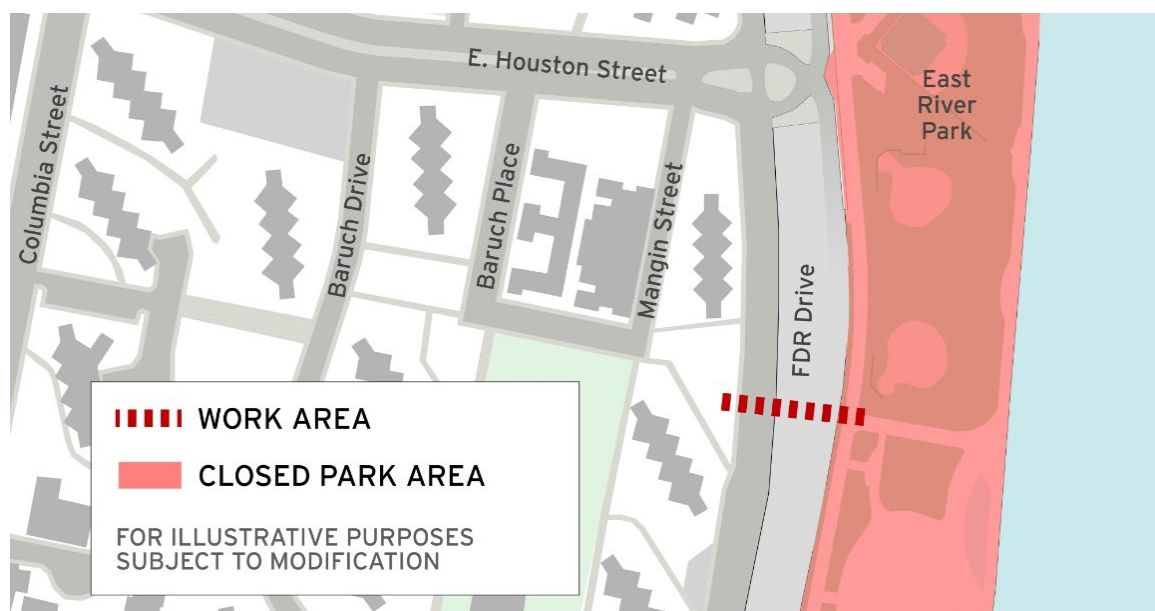 E. Houston Street
East
River
Park
Columbia Street
Baruch Drive
Baruch Place
Mangin Street
FDR Drive
WORK AREA
CLOSED PARK AREA
FOR ILLUSTRATIVE PURPOSES
SUBJECT TO MODIFICATION